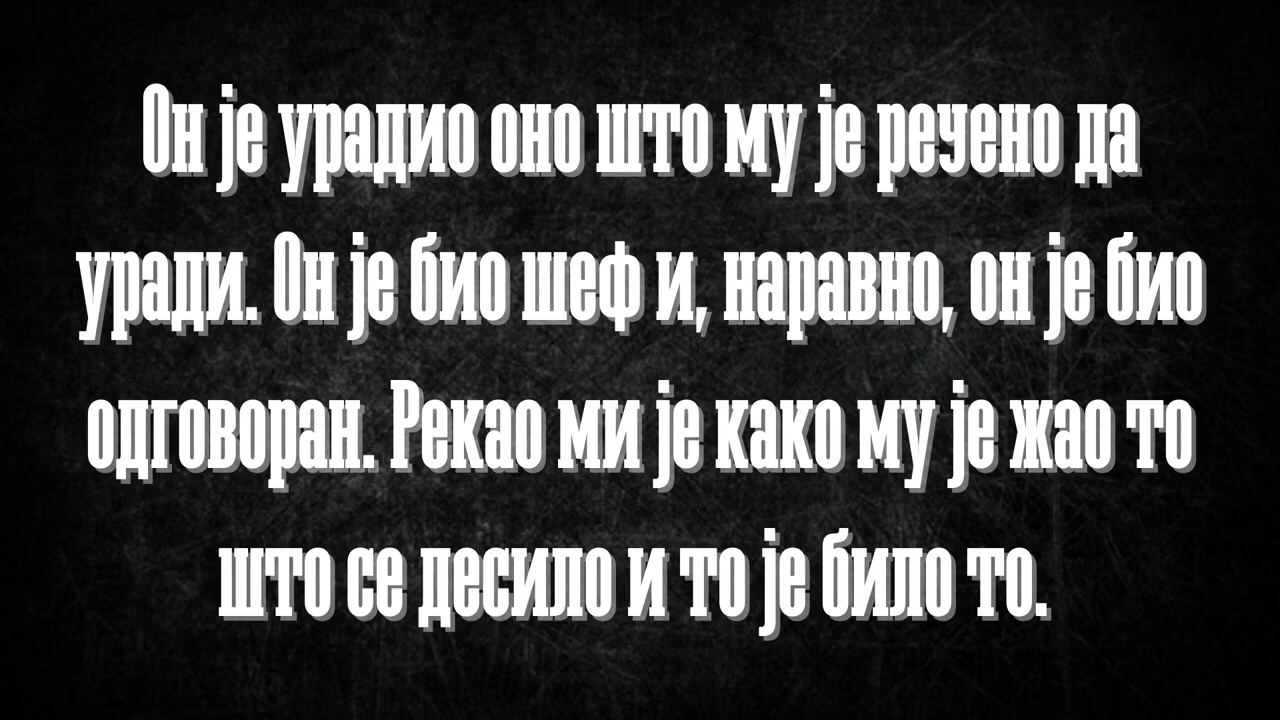 Он је урадио оно што му је речено да
уради. Он је био шеф и, наравно, он је био
одговоран. Рекао ми је како му је жао то
што се десило и то је било то.